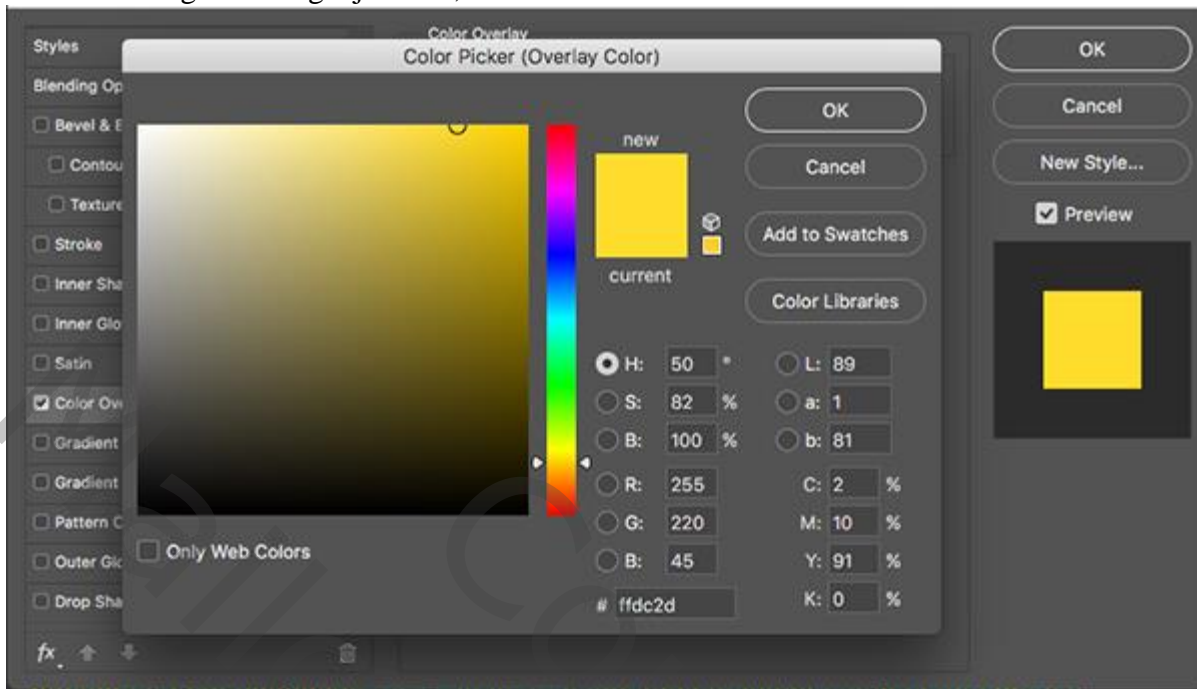 Color Overlay
Styles
Color Picker (Overlay Color)
OK
Blending Op
OK
Cancel
Bevel & E
new
Contou
Cancel
New Style...
Texture
Preview
Stroke
Add to Swatches
current
Inner Sha
Color Libraries
Inner Glo
Satin
H: 50 °
L: 89
Color Ove
S: 82 %
a: 1
Gradient
B: 100 %
b: 81
Gradient
R: 255
C: 2 %
Pattern C
G: 220
M: 10 %
Only Web Colors
Outer Glo
B: 45
Y: 91 %
Drop Sha
# ffdc2d
K: 0 %
fx